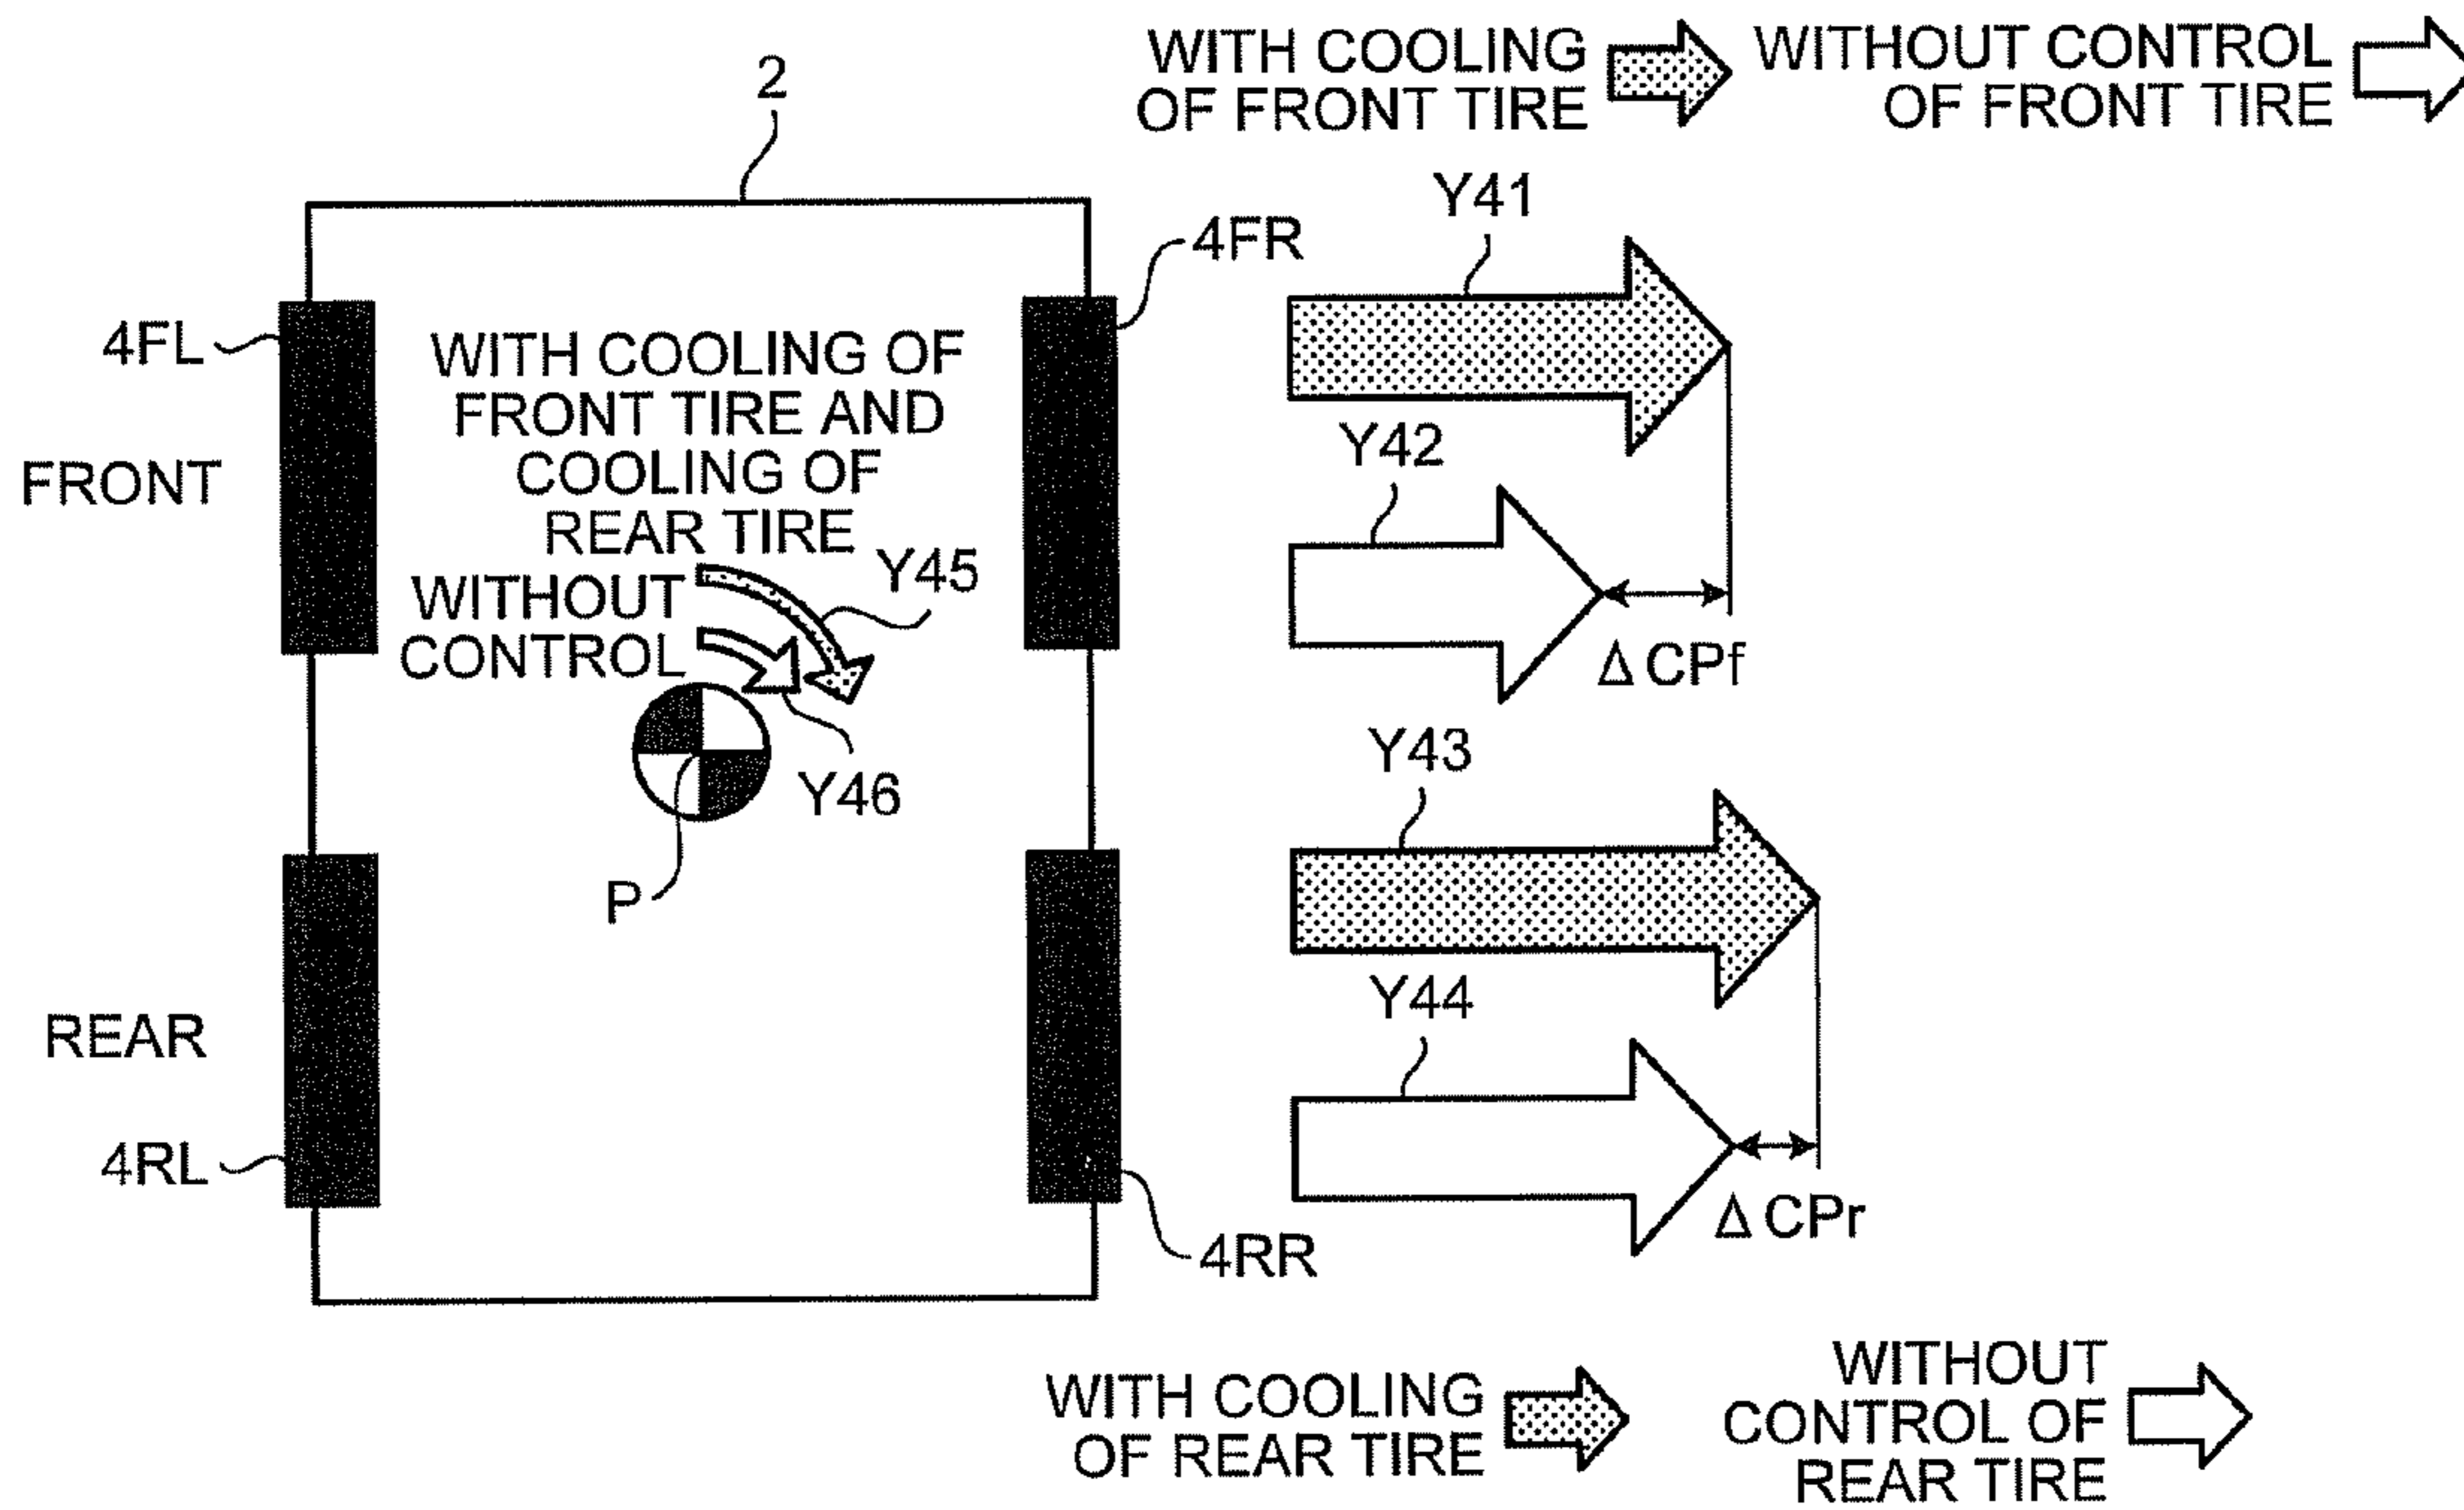 WITH COOLING
OF FRONT TIRE
WITHOUT CONTROL
OF FRONT TIRE
2
Y41
4FR
4FL
WITH COOLING OF
FRONT TIRE AND
COOLING OF
REAR TIRE
Y42
FRONT
Y45
WITHOUT
CONTROL
Δ CPf
Y43
Y46
P
Y44
REAR
4RL
Δ CPr
4RR
WITH COOLING
OF REAR TIRE
WITHOUT
CONTROL OF
REAR TIRE